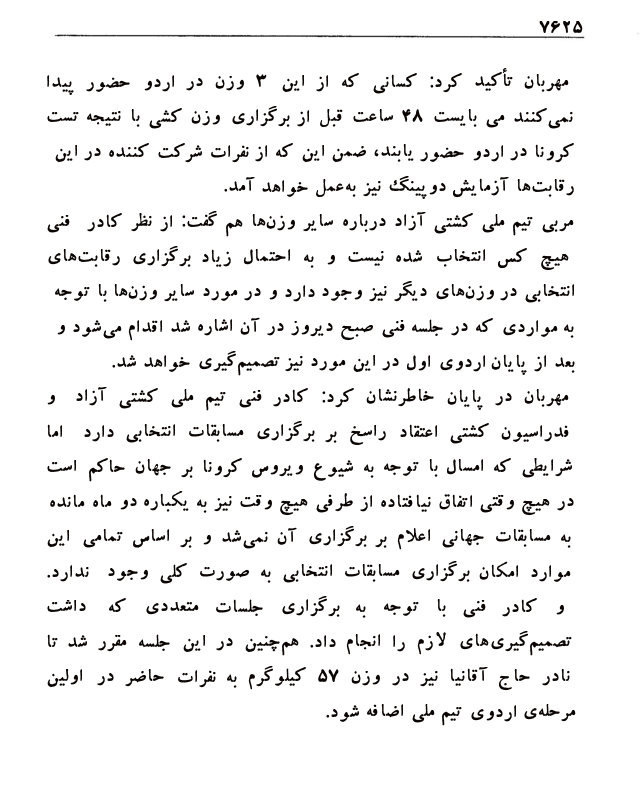 ۷۶۲۵
مهربان تأکید کرد: کسانی که از این ۳ وزن در اردو حضور پیدا
نمی‌کنند می بایست ۴۸ ساعت قبل از برگزاری وزن کشی با نتیجه تست
کرونا در اردو حضور یابند، ضمن این که از نفرات شرکت کننده در این
رقابت‌ها آزمایش دوپینگ نیز به‌عمل خواهد آمد.
مربی تیم ملی کشتی آزاد درباره سایر وزن‌ها هم گفت: از نظر کادر فنی
هیچ کس انتخاب شده نیست و به احتمال زیاد برگزاری رقابت‌های
انتخابی در وزن‌های دیگر نیز وجود دارد و در مورد سایر وزن‌ها با توجه
به مواردی که در جلسه فنی صبح دیروز در آن اشاره شد اقدام می‌شود و
بعد از پایان اردوی اول در این مورد نیز تصمیم‌گیری خواهد شد.
مهربان در پایان خاطرنشان کرد: کادر فنی تیم ملی کشتی آزاد و
فدراسیون کشتی اعتقاد راسخ بر برگزاری مسابقات انتخابی دارد اما
شرایطی که امسال با توجه به شیوع ویروس کرونا بر جهان حاکم است
در هیچ وقتی اتفاق نیافتاده از طرفی هیچ وقت نیز به یکباره دو ماه مانده
به مسابقات جهانی اعلام بر برگزاری آن نمی‌شد و بر اساس تمامی این
موارد امکان برگزاری مسابقات انتخابی به صورت کلی وجود ندارد.
و کادر فنی با توجه به برگزاری جلسات متعددی که داشت
تصمیم‌گیری‌های لازم را انجام داد. هم‌چنین در این جلسه مقرر شد تا
نادر حاج آقانیا نیز در وزن ۵۷ کیلوگرم به نفرات حاضر در اولین
مرحله‌ی اردوی تیم ملی اضافه شود.